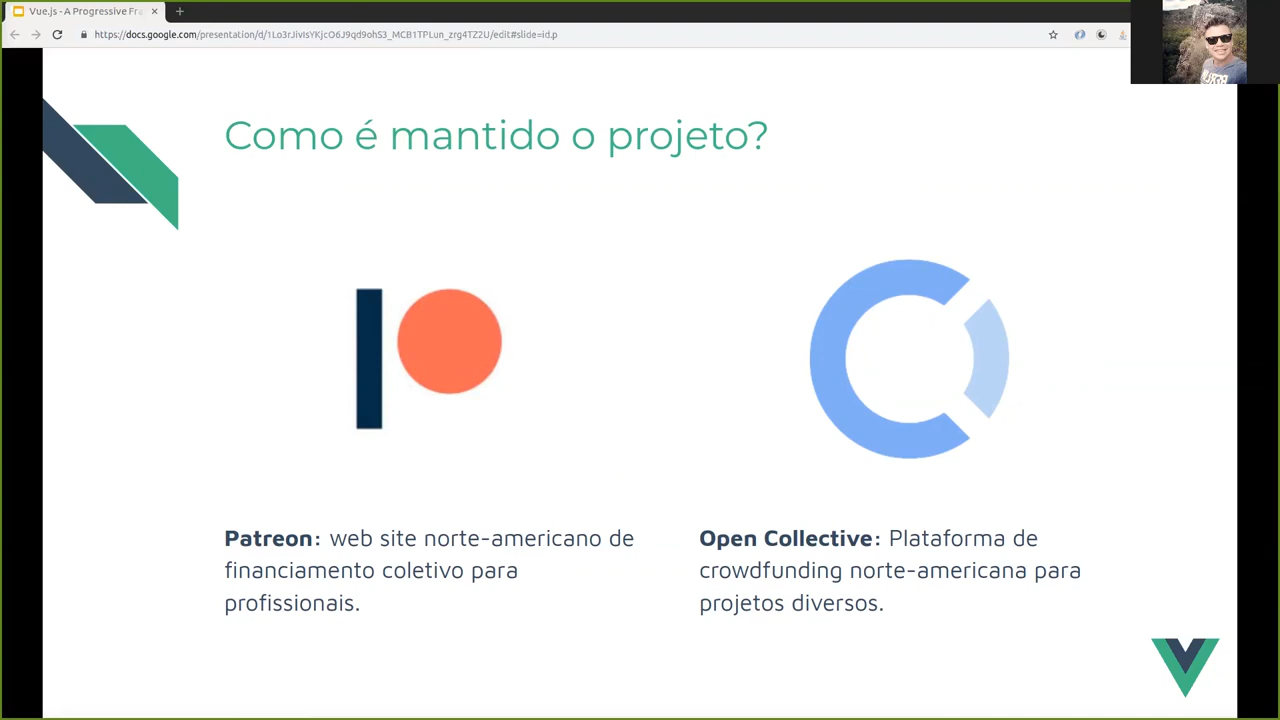 Vue.js - A Progressive Fra
https://docs.google.com/presentation/d/1Lo3rJivIsYKjcO6J9qd9ohS3_MCB1TPLun_zrg4TZ2U/edit#slide=id.p
Como é mantido o projeto?
Patreon: web site norte-americano de
financiamento coletivo para
profissionais.
Open Collective: Plataforma de
crowdfunding norte-americana para
projetos diversos.